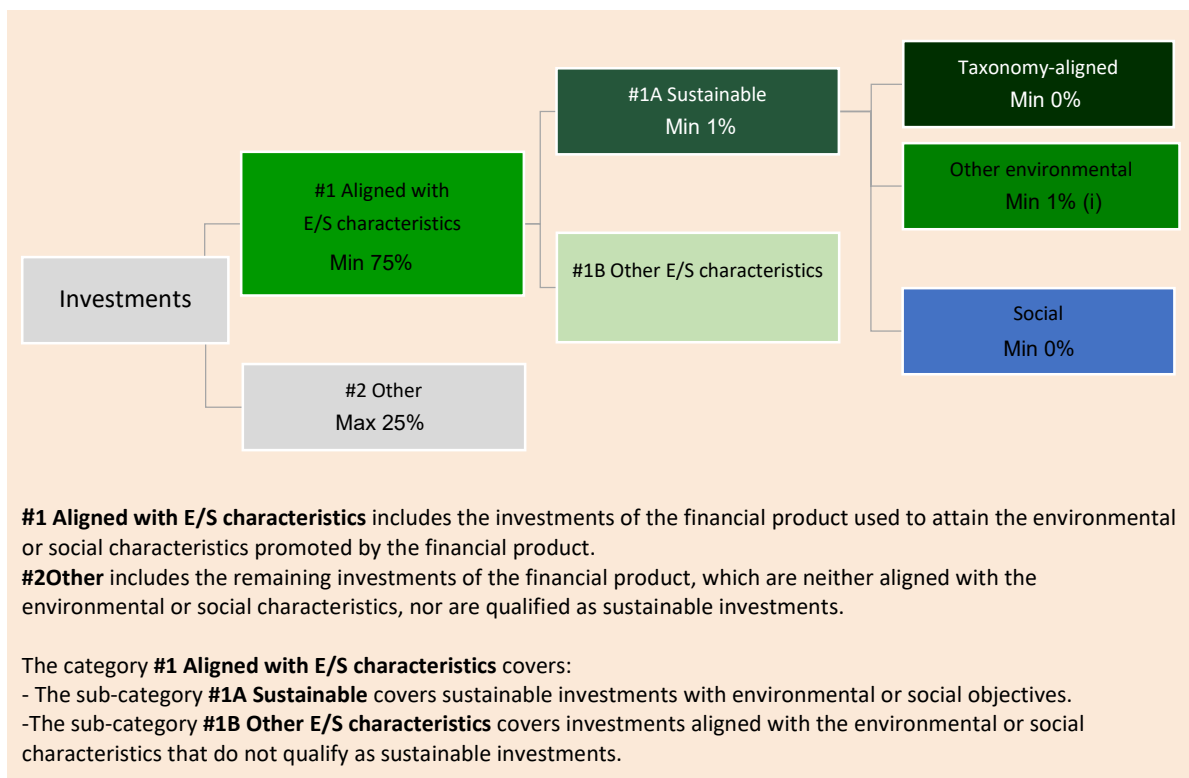 Investments
#1 Aligned with
E/S characteristics
Min 75%
#2 Other
Max 25%
#1A Sustainable
Min 1%
#1B Other E/S characteristics
Taxonomy-aligned
Min 0%
Other environmental
Min 1% (i)
Social
Min 0%
#1 Aligned with E/S characteristics includes the investments of the financial product used to attain the environmental
or social characteristics promoted by the financial product.
#2Other includes the remaining investments of the financial product, which are neither aligned with the
environmental or social characteristics, nor are qualified as sustainable investments.
The category #1 Aligned with E/S characteristics covers:
- The sub-category #1A Sustainable covers sustainable investments with environmental or social objectives.
-The sub-category #1B Other E/S characteristics covers investments aligned with the environmental or social
characteristics that do not qualify as sustainable investments.